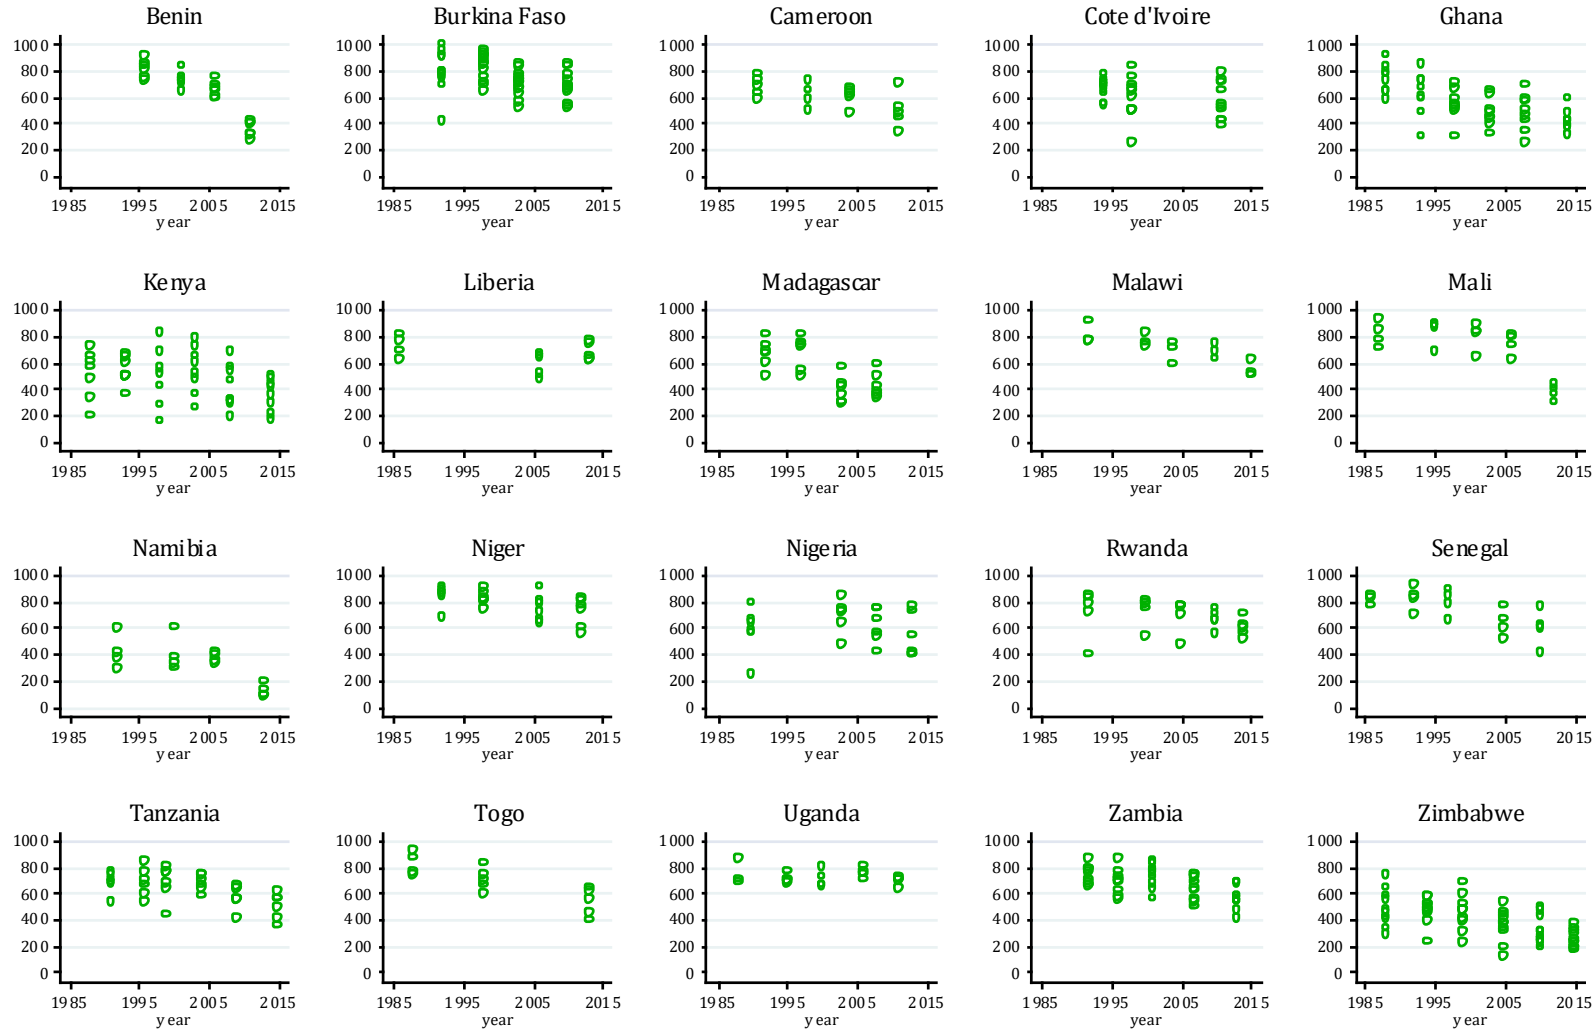 Benin Burkina Faso Cameroon Cote d'Ivoire Ghana
1000 1000 1000 1000 1000
800 800 800 800 800
600 600 600 600 600
400 400 400 400 400
200 200 200 200 200
0 0 0 0 0
1985 1995 2005 2015 1985 1995 2005 2015 1985 1995 2005 2015 1985 1995 2005 2015 1985 1995 2005 2015
year year year year year
Kenya Liberia Madagascar Malawi Mali
1000 1000 1000 1000 1000
800 800 800 800 800
600 600 600 600 600
400 400 400 400 400
200 200 200 200 200
0 0 0 0 0
1985 1995 2005 2015 1985 1995 2005 2015 1985 1995 2005 2015 1985 1995 2005 2015 1985 1995 2005 2015
year year year year year
Namibia Niger Nigeria Rwanda Senegal
1000 1000 1000 1000 1000
800 800 800 800 800
600 600 600 600 600
400 400 400 400 400
200 200 200 200 200
0 0 0 0 0
1985 1995 2005 2015 1985 1995 2005 2015 1985 1995 2005 2015 1985 1995 2005 2015 1985 1995 2005 2015
year year year year year
Tanzania Togo Uganda Zambia Zimbabwe
1000 1000 1000 1000 1000
800 800 800 800 800
600 600 600 600 600
400 400 400 400 400
200 200 200 200 200
0 0 0 0 0
1985 1995 2005 2015 1985 1995 2005 2015 1985 1995 2005 2015 1985 1995 2005 2015 1985 1995 2005 2015
year year year year year